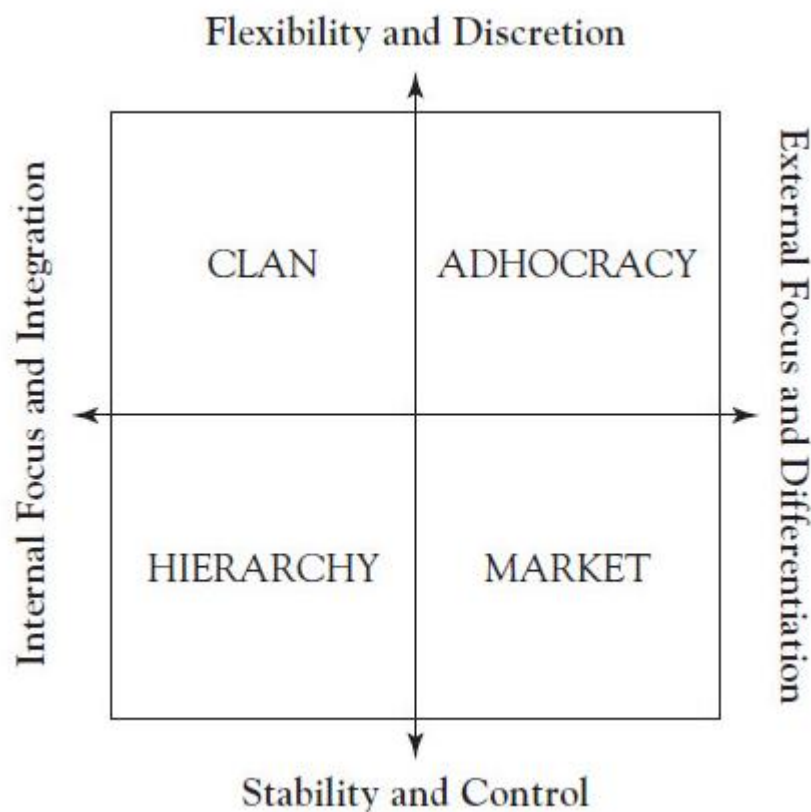 Flexibility and Discretion
Internal Focus and Integration
External Focus and Differentiation
CLAN
ADHOCRACY
HIERARCHY
MARKET
Stability and Control